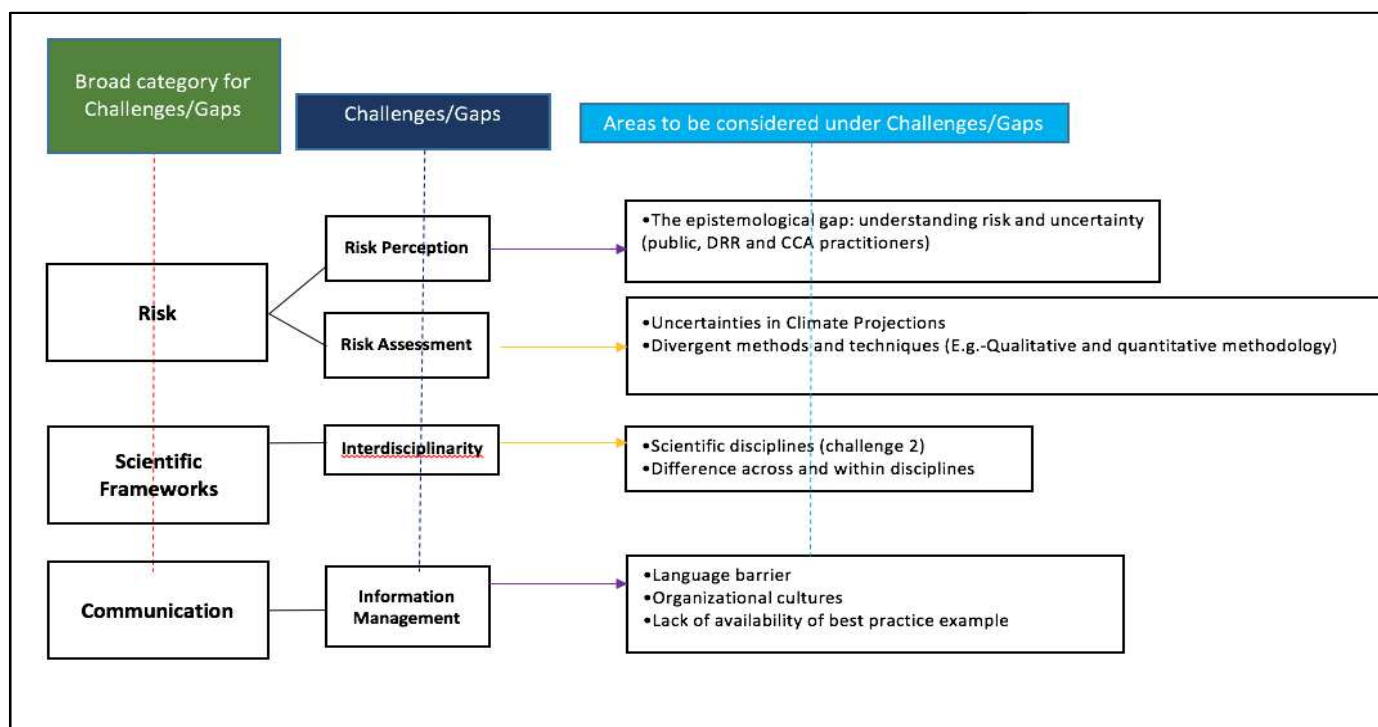 Broad category for
Challenges/Gaps
Challenges/Gaps
Areas to be considered under Challenges/Gaps
Risk
Risk Perception
•The epistemological gap: understanding risk and uncertainty
(public, DRR and CCA practitioners)
Risk Assessment
•Uncertainties in Climate Projections
•Divergent methods and techniques (E.g.-Qualitative and quantitative methodology)
Scientific
Frameworks
Interdisciplinarity
•Scientific disciplines (challenge 2)
•Difference across and within disciplines
Communication
Information
Management
•Language barrier
•Organizational cultures
•Lack of availability of best practice example